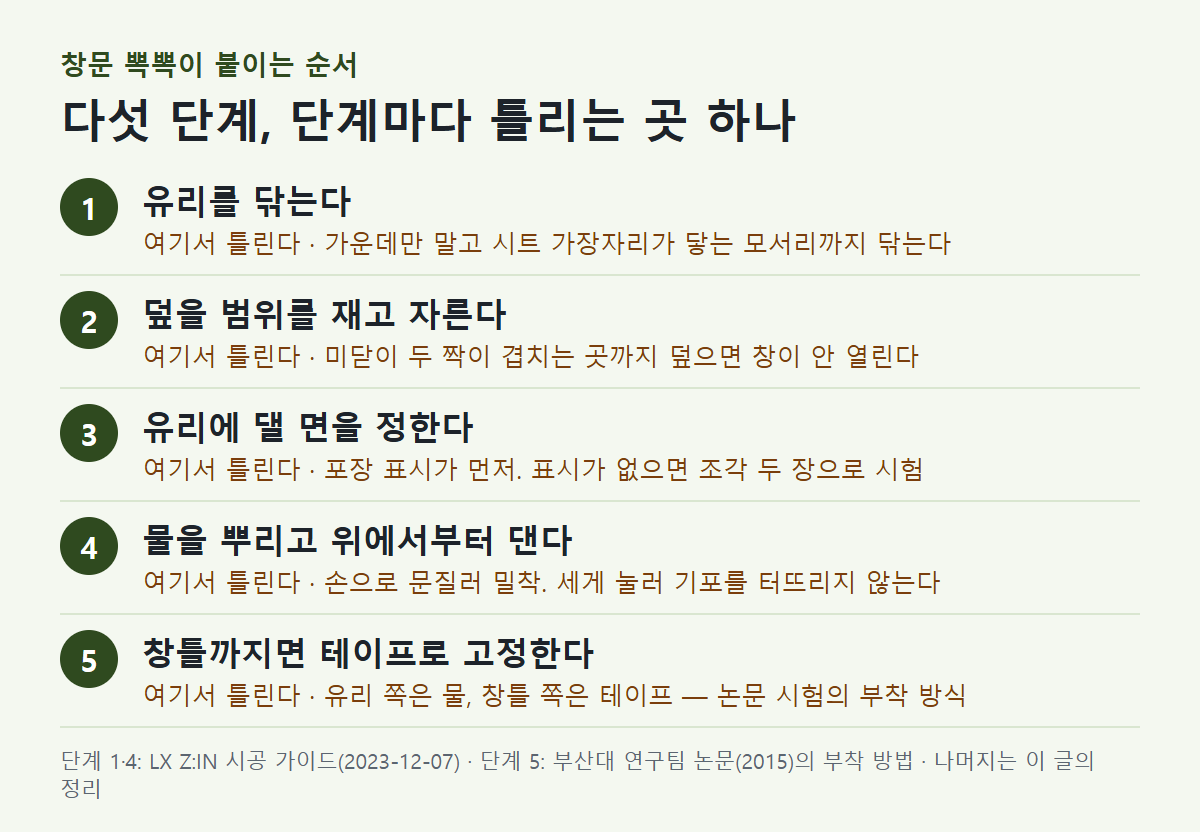 창문 뽁뽁이 붙이는 순서
다섯 단계, 단계마다 틀리는 곳 하나
1
유리를 닦는다
여기서 틀린다 · 가운데만 말고 시트 가장자리가 닿는 모서리까지 닦는다
2
덮을 범위를 재고 자른다
여기서 틀린다 · 미닫이 두 짝이 겹치는 곳까지 덮으면 창이 안 열린다
3
유리에 댈 면을 정한다
여기서 틀린다 · 포장 표시가 먼저. 표시가 없으면 조각 두 장으로 시험
4
물을 뿌리고 위에서부터 댄다
여기서 틀린다 · 손으로 문질러 밀착. 세게 눌러 기포를 터뜨리지 않는다
5
창틀까지면 테이프로 고정한다
여기서 틀린다 · 유리 쪽은 물, 창틀 쪽은 테이프 — 논문 시험의 부착 방식
단계 1·4: LX Z:IN 시공 가이드(2023-12-07) · 단계 5: 부산대 연구팀 논문(2015)의 부착 방법 · 나머지는 이 글의
정리